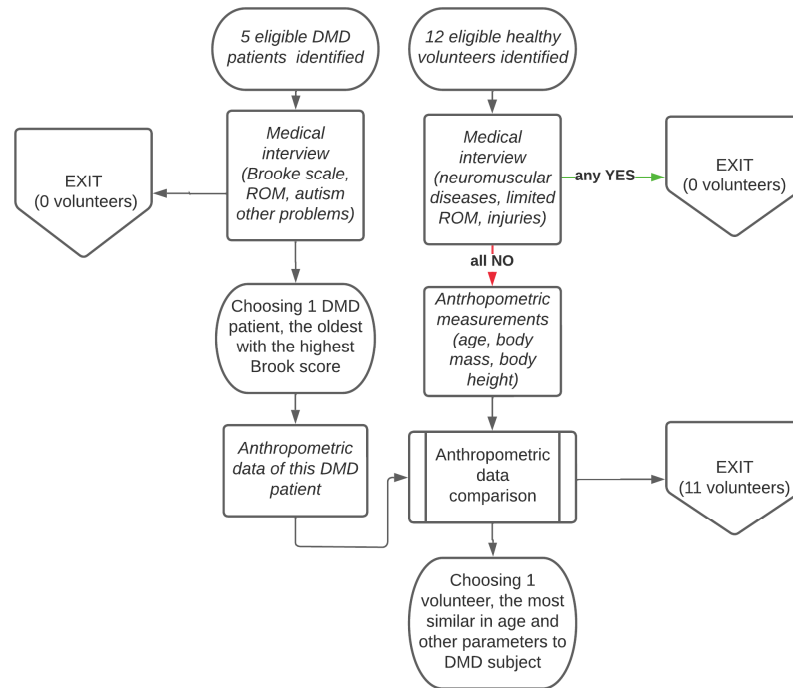 5 eligible DMD
patients identified
12 eligible healthy
volunteers identified
EXIT
(0 volunteers)
Medical
interview
(Brooke scale,
ROM, autism
other problems)
Medical
interview
(neuromuscular
diseases, limited
ROM, injuries)
any YES
EXIT
(0 volunteers)
all NO
Choosing 1 DMD
patient, the oldest
with the highest
Brook score
Antrhopometric
measurements
(age, body
mass, body
height)
Anthropometric
data of this DMD
patient
Anthropometric
data
comparison
EXIT
(11 volunteers)
Choosing 1
volunteer, the most
similar in age and
other parameters to
DMD subject